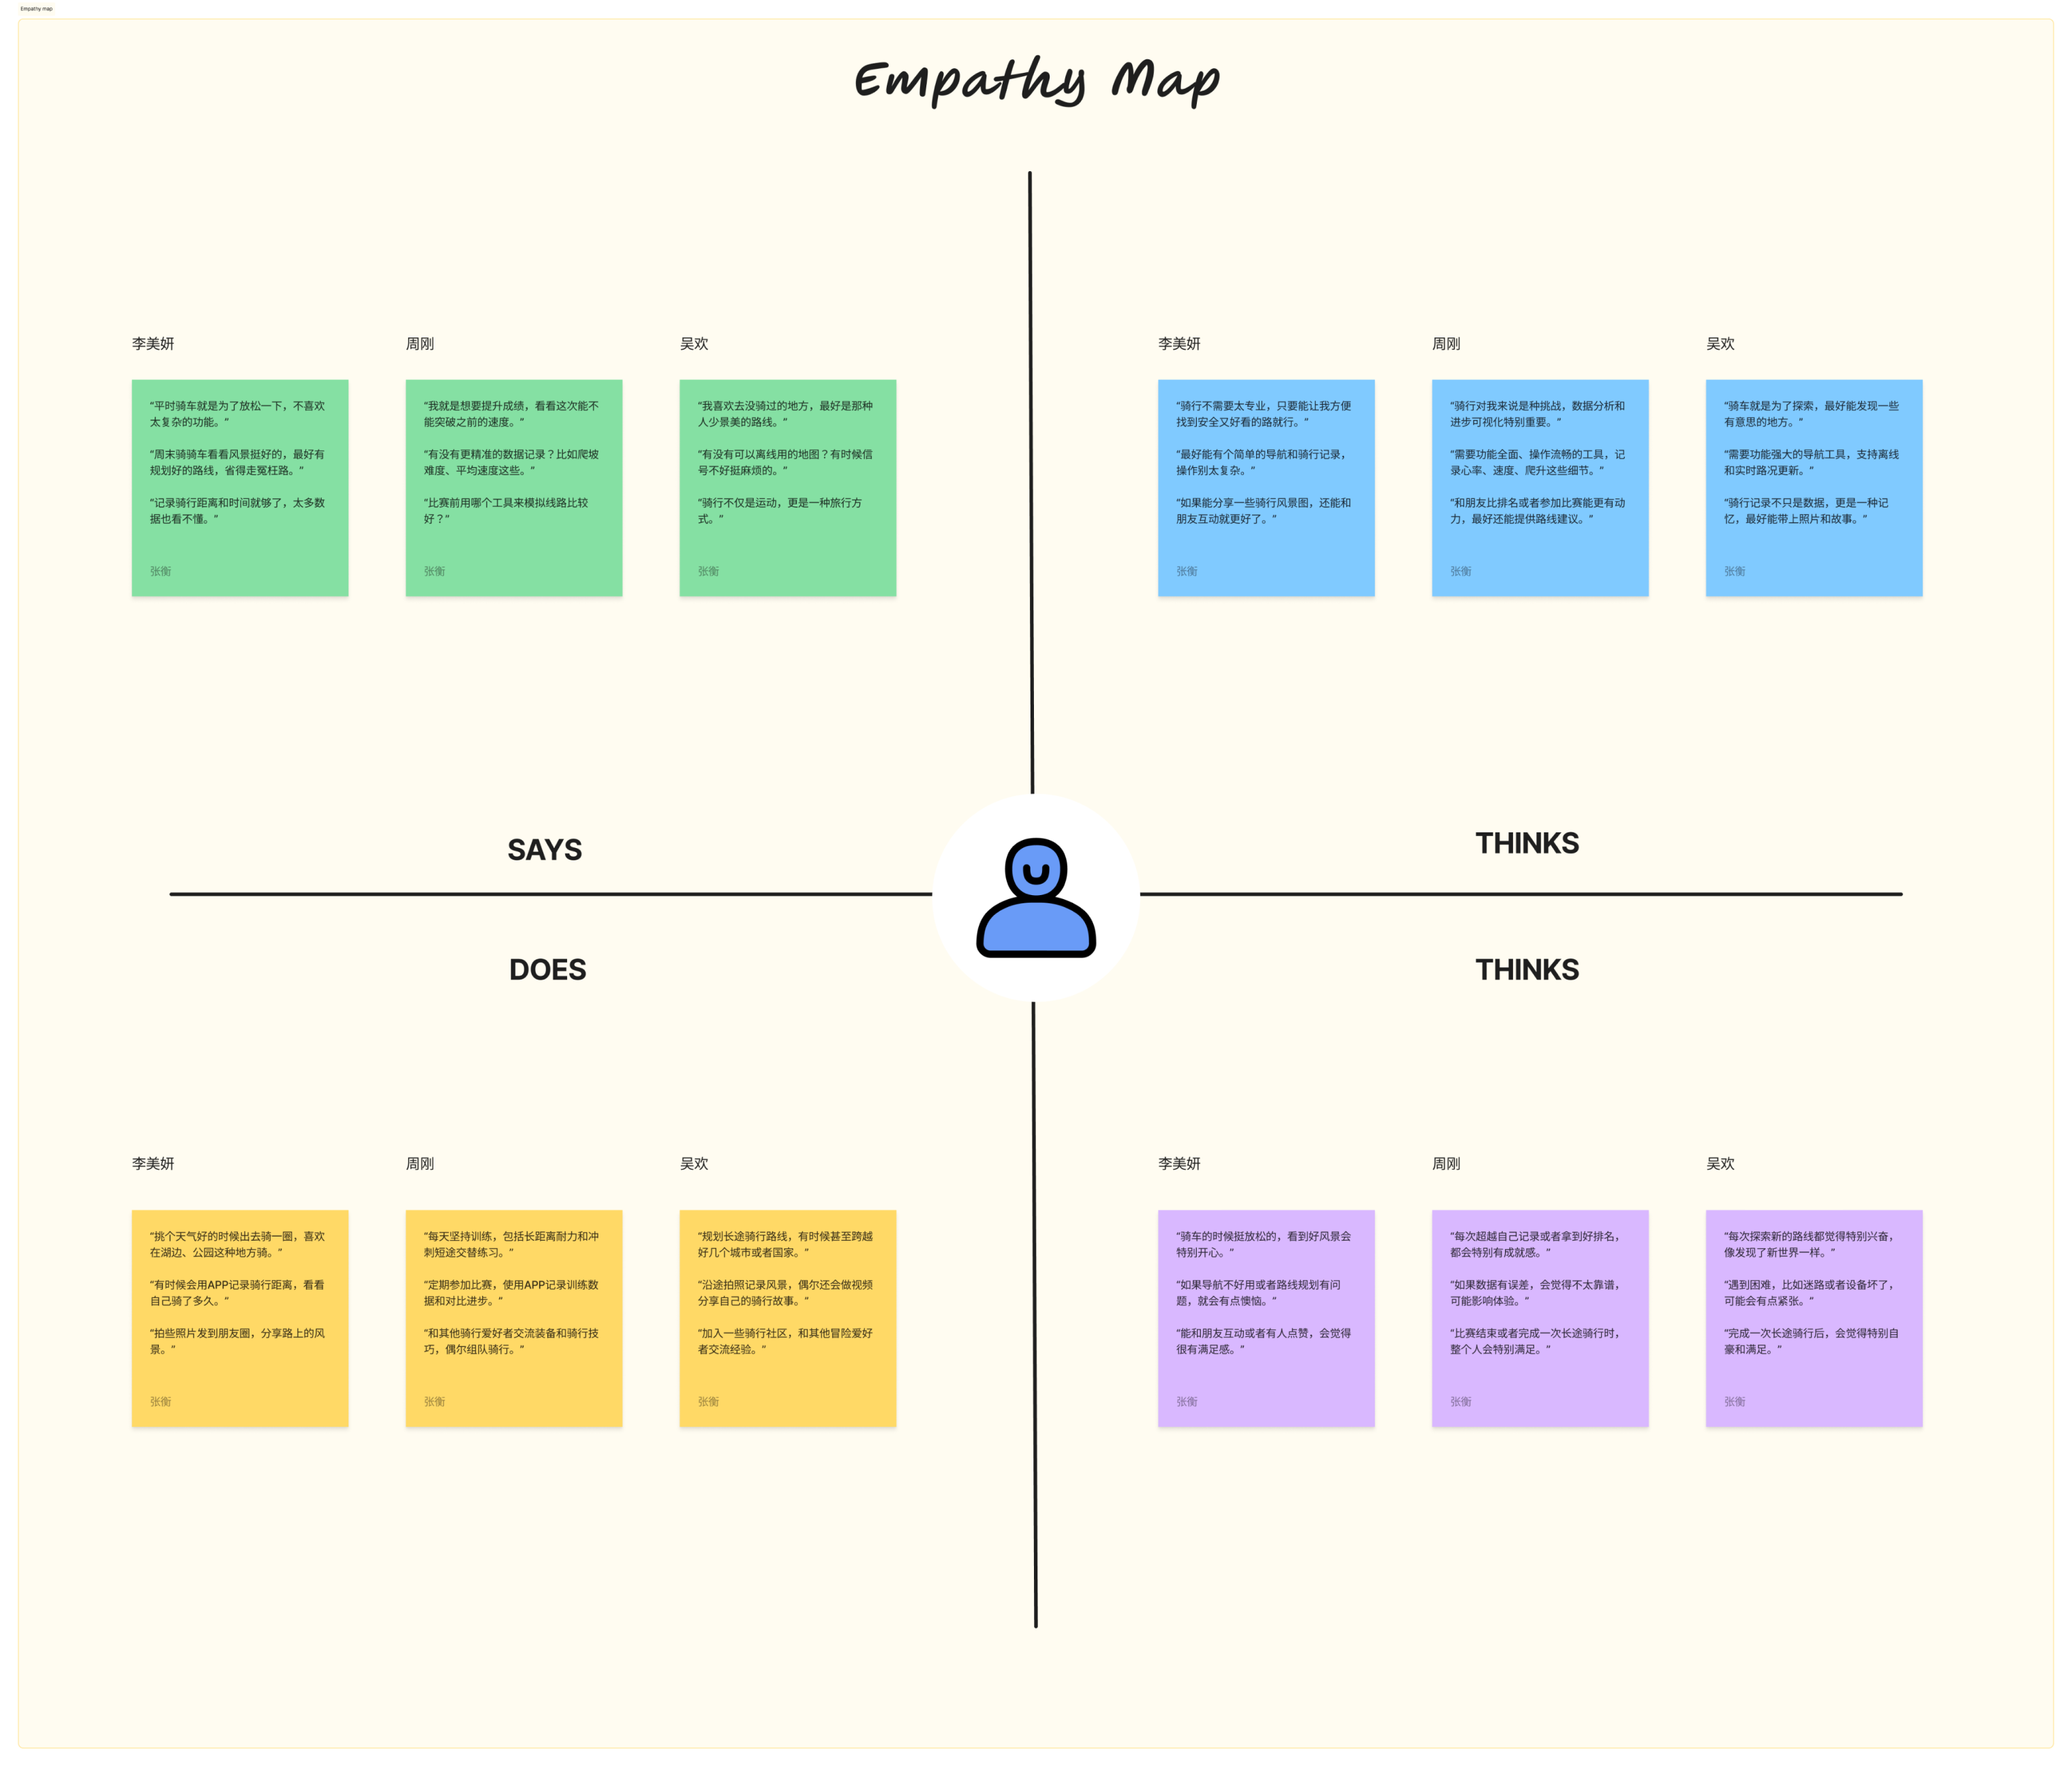 Empathy map
Empathy Map
李美妍
周刚
吴欢
“平时骑车就是为了放松一下，不喜欢
太复杂的功能。”
“周末骑骑车看看风景挺好的，最好有
规划好的路线，省得走冤枉路。”
“记录骑行距离和时间就够了，太多数
据也看不懂。”
张衡
“我就是想要提升成绩，看看这次能不
能突破之前的速度。”
“有没有更精准的数据记录？比如爬坡
难度、平均速度这些。”
“比赛前用哪个工具来模拟线路比较
好？”
张衡
“我喜欢去没骑过的地方，最好是那种
人少景美的路线。”
“有没有可以离线用的地图？有时候信
号不好挺麻烦的。”
“骑行不仅是运动，更是一种旅行方
式。”
张衡
SAYS
李美妍
周刚
吴欢
“骑行不需要太专业，只要能让我方便
找到安全又好看的路就行。”
“最好能有个简单的导航和骑行记录，
操作别太复杂。”
“如果能分享一些骑行风景图，还能和
朋友互动就更好了。”
张衡
“骑行对我来说是种挑战，数据分析和
进步可视化特别重要。”
“需要功能全面、操作流畅的工具，记
录心率、速度、爬升这些细节。”
“和朋友比排名或者参加比赛能更有动
力，最好还能提供路线建议。”
张衡
“骑车就是为了探索，最好能发现一些
有意思的地方。”
“需要功能强大的导航工具，支持离线
和实时路况更新。”
“骑行记录不只是数据，更是一种记
忆，最好能带上照片和故事。”
张衡
THINKS
DOES
李美妍
周刚
吴欢
“挑个天气好的时候出去骑一圈，喜欢
在湖边、公园这种地方骑。”
“有时候会用APP记录骑行距离，看看
自己骑了多久。”
“拍些照片发到朋友圈，分享路上的风
景。”
张衡
“每天坚持训练，包括长距离耐力和冲
刺短途交替练习。”
“定期参加比赛，使用APP记录训练数
据和对比进步。”
“和其他骑行爱好者交流装备和骑行技
巧，偶尔组队骑行。”
张衡
“规划长途骑行路线，有时候甚至跨越
好几个城市或者国家。”
“沿途拍照记录风景，偶尔还会做视频
分享自己的骑行故事。”
“加入一些骑行社区，和其他冒险爱好
者交流经验。”
张衡
THINKS
李美妍
周刚
吴欢
“骑车的时候挺放松的，看到好风景会
特别开心。”
“如果导航不好用或者路线规划有问
题，就会有点懊恼。”
“能和朋友互动或者有人点赞，会觉得
很有满足感。”
张衡
“每次超越自己记录或者拿到好排名，
都会特别有成就感。”
“如果数据有误差，会觉得不太靠谱，
可能影响体验。”
“比赛结束或者完成一次长途骑行时，
整个人会特别满足。”
张衡
“每次探索新的路线都觉得特别兴奋，
像发现了新世界一样。”
“遇到困难，比如迷路或者设备坏了，
可能会有点紧张。”
“完成一次长途骑行后，会觉得特别自
豪和满足。”
张衡